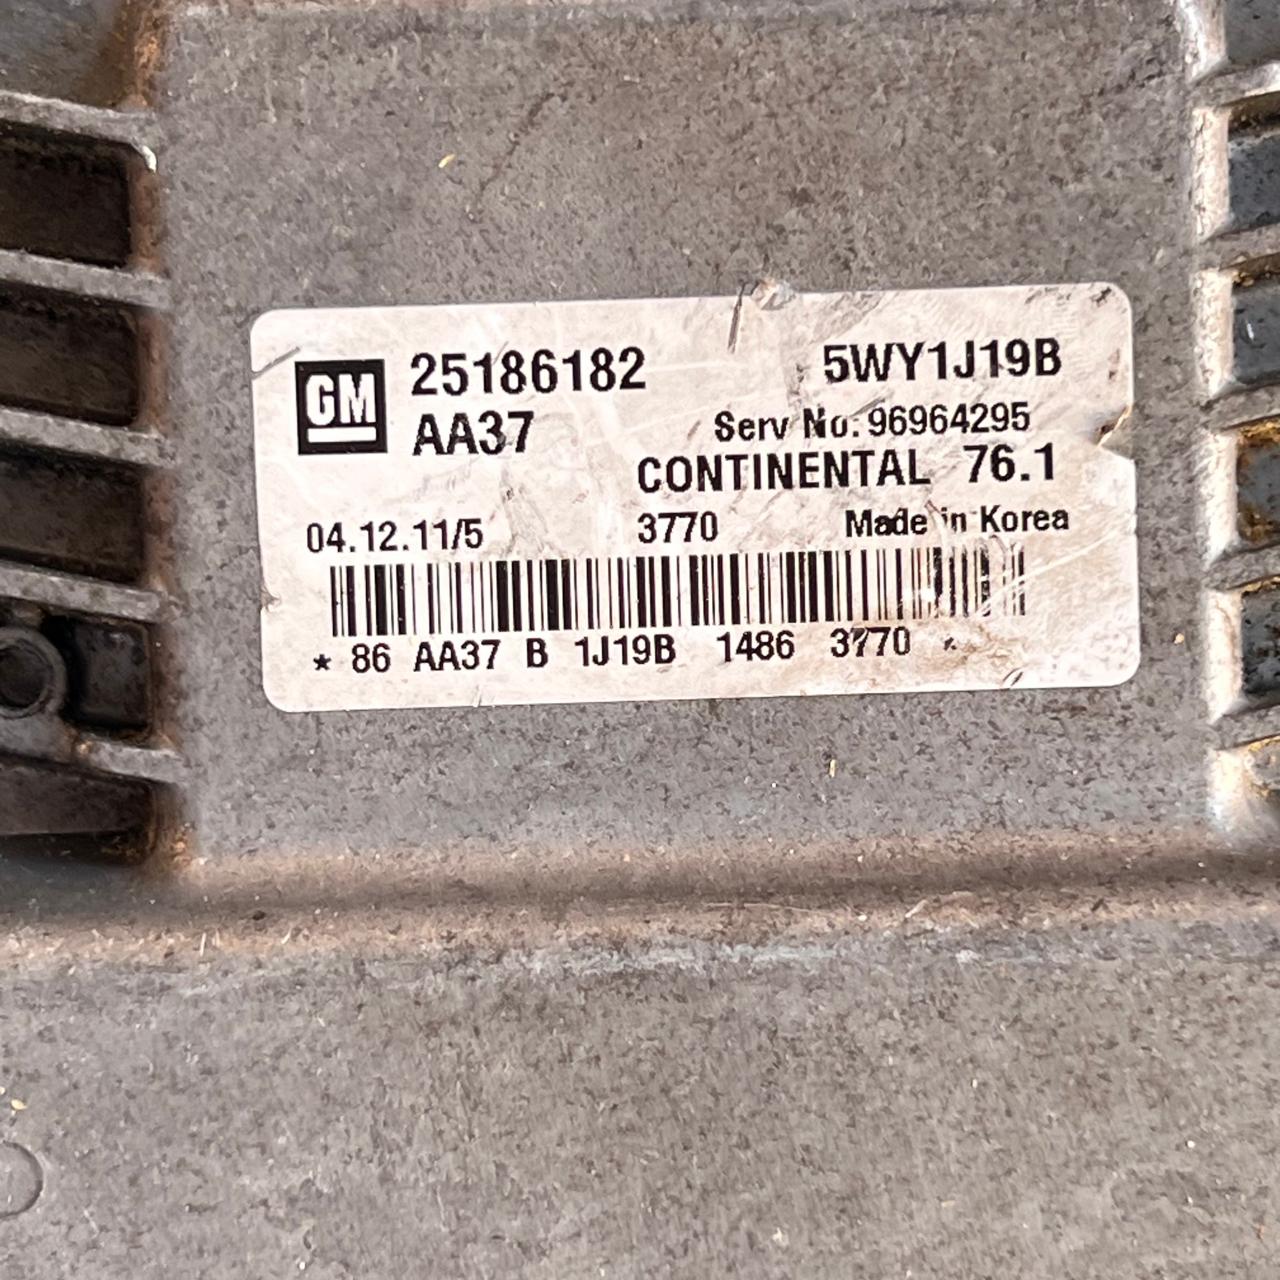 GM 25186182 5WY1J19B
AA37 Serv No: 96964295
CONTINENTAL 76.1
04.12.11/5 3770 Made in Korea
* 86 AA37 B 1J19B 1486 3770 *